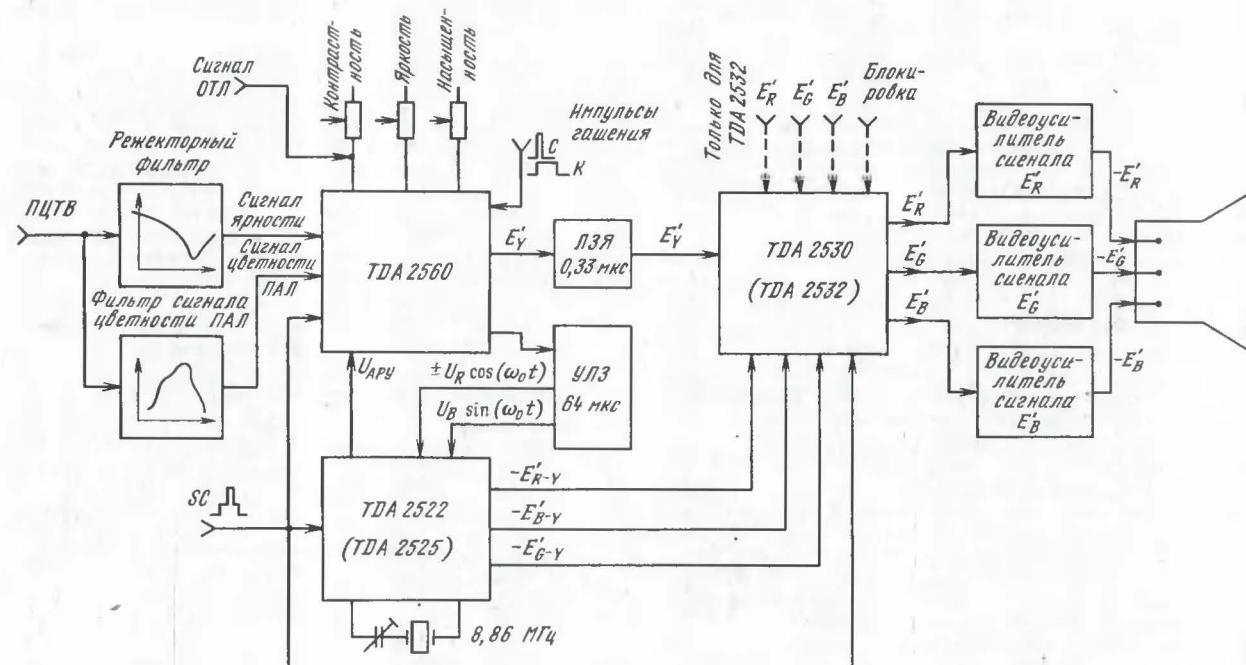 Сигнал
ОТЛ
Контраст-
ность
Яркость
Насыщен-
ность
Импульсы
гашения
С
К
Только для
TDA 2532
E'R
E'G
E'B
Блоки-
ровка
Режекторный
фильтр
ПЦТВ
Сигнал
яркости
Сигнал
цветности
ПАЛ
Фильтр сигнала
цветности ПАЛ
TDA 2560
E'Y
ЛЗЯ
0,33 мкс
E'Y
TDA 2530
(TDA 2532)
E'R
E'G
E'B
Видеоуси-
литель
сигнала
E'R
-E'R
Видеоуси-
литель
сигнала
E'G
-E'G
Видеоуси-
литель
сигнала
E'B
-E'B
UАРУ
± UR cos(ω0t)
UB sin(ω0t)
УЛЗ
64 мкс
SC
TDA 2522
(TDA 2525)
-E'R-Y
-E'B-Y
-E'G-Y
8,86 МГц